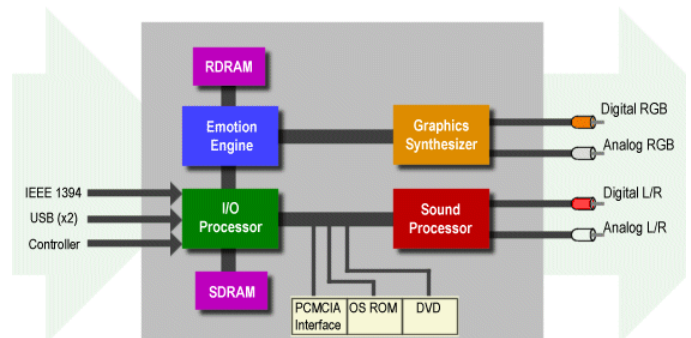 RDRAM
Emotion
Engine
Graphics
Synthesizer
Digital RGB
Analog RGB
IEEE 1394
USB (x2)
Controller
I/O
Processor
Sound
Processor
Digital L/R
Analog L/R
SDRAM
PCMCIA
Interface
OS ROM
DVD